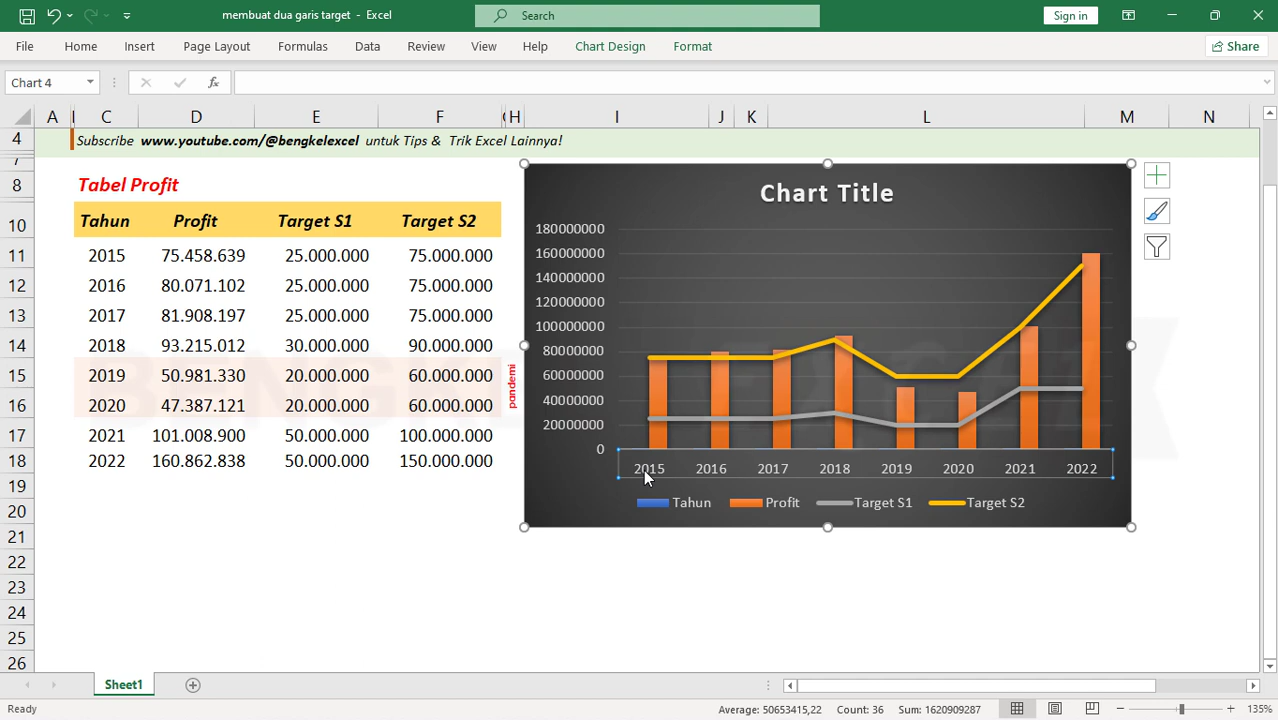 membuat dua garis target - Excel
Search
Sign in
File Home Insert Page Layout Formulas Data Review View Help Chart Design Format
Share
Chart 4
fx
A C D E F H I J K L M N
4 Subscribe www.youtube.com/@bengkelexcel untuk Tips & Trik Excel Lainnya!
7
8 Tabel Profit
10 Tahun Profit Target S1 Target S2
11 2015 75.458.639 25.000.000 75.000.000
12 2016 80.071.102 25.000.000 75.000.000
13 2017 81.908.197 25.000.000 75.000.000
14 2018 93.215.012 30.000.000 90.000.000
15 2019 50.981.330 20.000.000 60.000.000
16 2020 47.387.121 20.000.000 60.000.000
17 2021 101.008.900 50.000.000 100.000.000
18 2022 160.862.838 50.000.000 150.000.000
pandemi
19
20
21
22
23
24
25
26
Chart Title
180000000
160000000
140000000
120000000
100000000
80000000
60000000
40000000
20000000
0
2015 2016 2017 2018 2019 2020 2021 2022
Tahun Profit Target S1 Target S2
Sheet1
Ready
Average: 50653415,22 Count: 36 Sum: 1620909287
135%